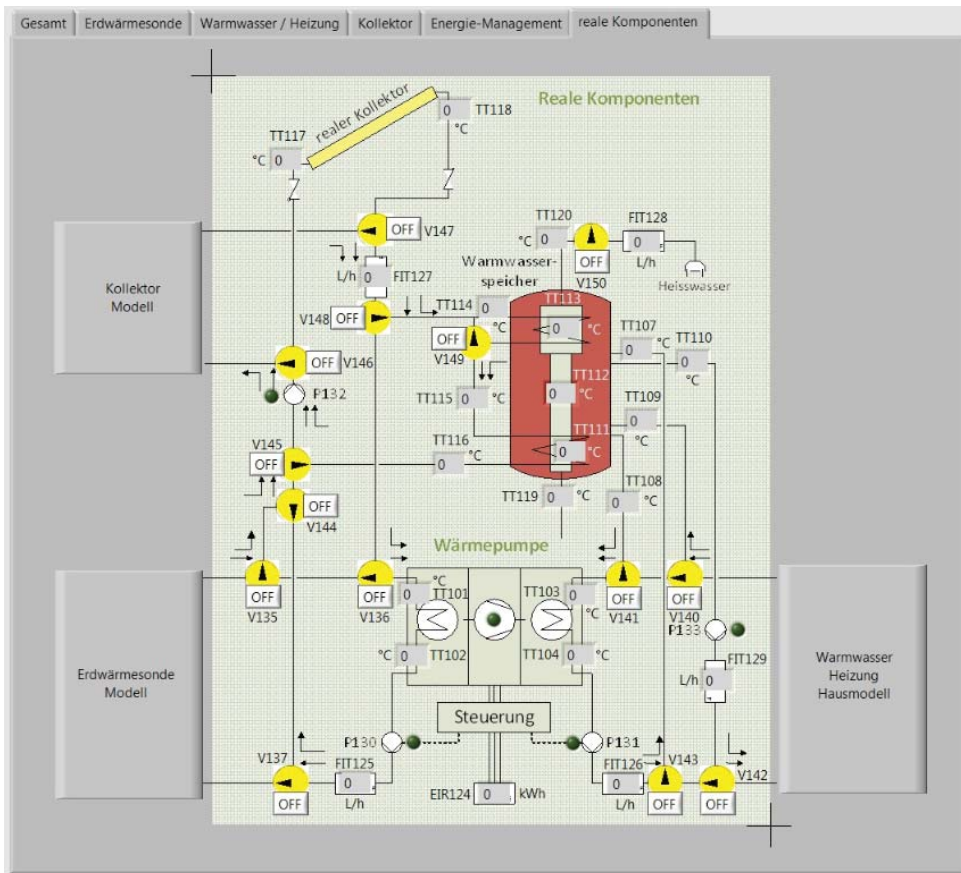 Gesamt
Erdwärmesonde
Warmwasser / Heizung
Kollektor
Energie-Management
reale Komponenten
Reale Komponenten
realer Kollektor
TT118
0
°C
TT117
°C 0
OFF
V147
TT120
°C 0
FIT128
0
L/h
OFF
V150
Heisswasser
L/h 0
FIT127
Warmwasser-
speicher
Kollektor
Modell
V148
OFF
TT114
0
°C
TT113
0
°C
TT107
0
°C
TT110
0
°C
OFF
V149
OFF
V146
P132
TT112
0
°C
TT115
0
°C
TT109
0
°C
TT111
0
°C
V145
OFF
TT116
0
°C
TT108
0
°C
TT119
0
°C
OFF
V144
Wärmepumpe
OFF
V135
OFF
V136
°C
TT101
0
TT103
0
°C
OFF
V141
OFF
V140
P133
°C 0
TT102
TT104
0
°C
FIT129
L/h 0
Erdwärmesonde
Modell
Warmwasser
Heizung
Hausmodell
Steuerung
P130
P131
V137
OFF
FIT125
0
L/h
EIR124
0
kWh
FIT126
0
L/h
V143
OFF
V142
OFF